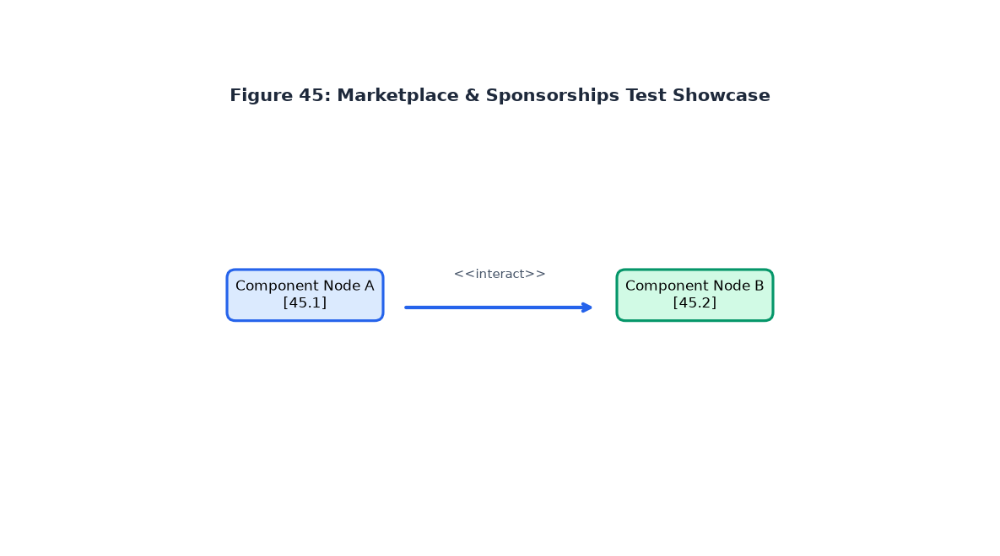 Figure 45: Marketplace & Sponsorships Test Showcase
<<interact>>
Component Node A
[45.1]
Component Node B
[45.2]